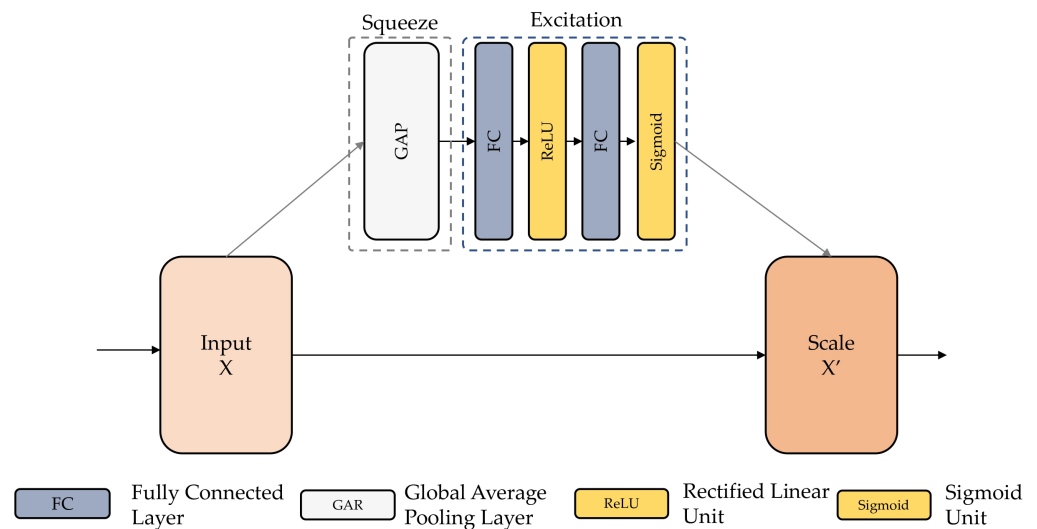 Squeeze
Excitation
GAP
FC
ReLU
FC
Sigmoid
Input
X
Scale
X’
FC
Fully Connected
Layer
GAR
Global Average
Pooling Layer
ReLU
Rectified Linear
Unit
Sigmoid
Sigmoid
Unit